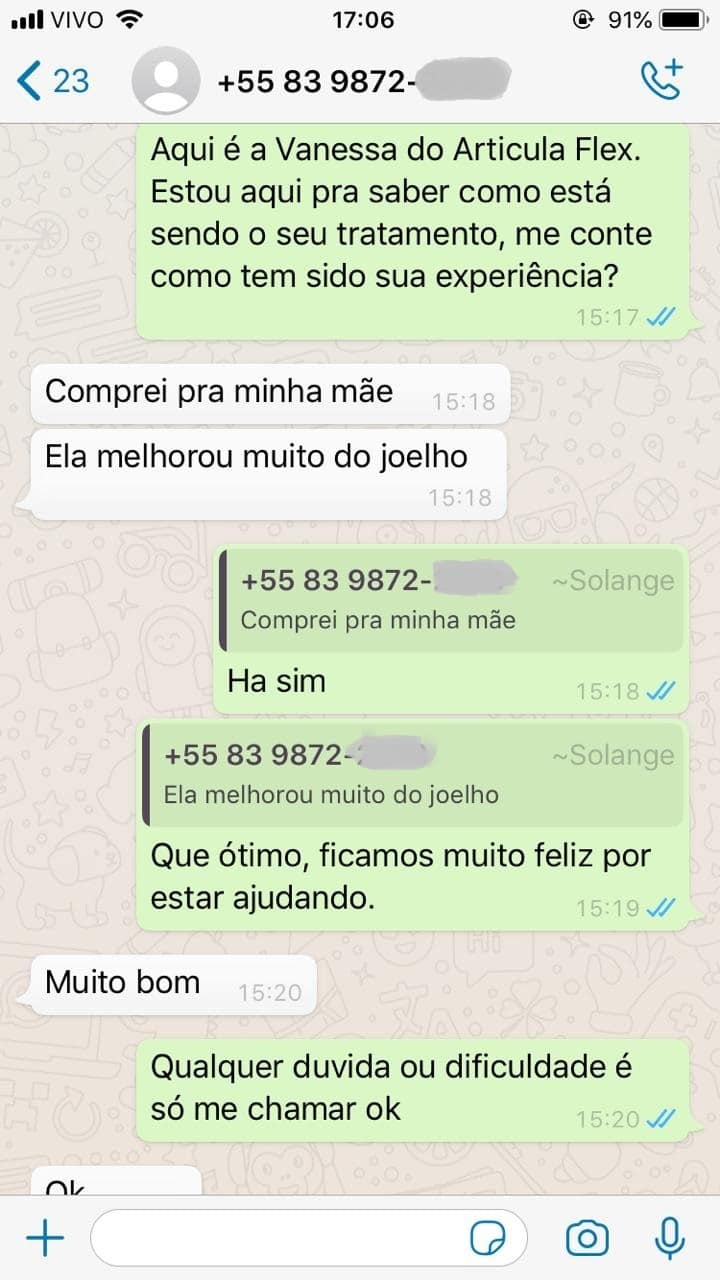 VIVO 17:06 91%
23 +55 83 9872-
Aqui é a Vanessa do Articula Flex.
Estou aqui pra saber como está
sendo o seu tratamento, me conte
como tem sido sua experiência?
15:17
Comprei pra minha mãe 15:18
Ela melhorou muito do joelho
15:18
+55 83 9872- ~Solange
Comprei pra minha mãe
Ha sim 15:18
+55 83 9872- ~Solange
Ela melhorou muito do joelho
Que ótimo, ficamos muito feliz por
estar ajudando. 15:19
Muito bom 15:20
Qualquer duvida ou dificuldade é
só me chamar ok 15:20
Ok